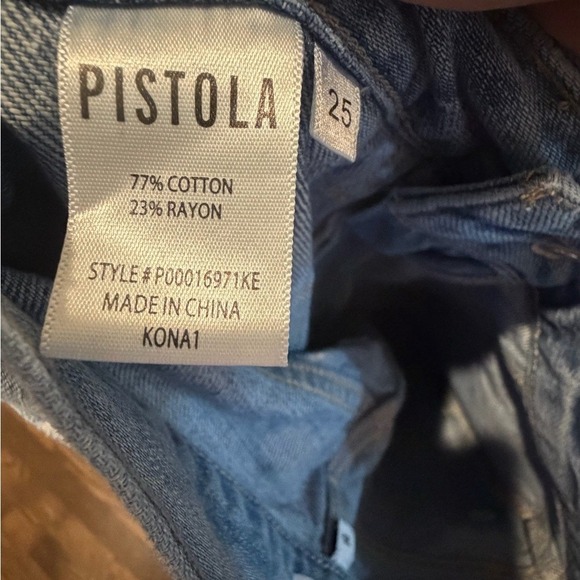 PISTOLA
25
77% COTTON
23% RAYON
STYLE#P00016971KE
MADE IN CHINA
KONA1